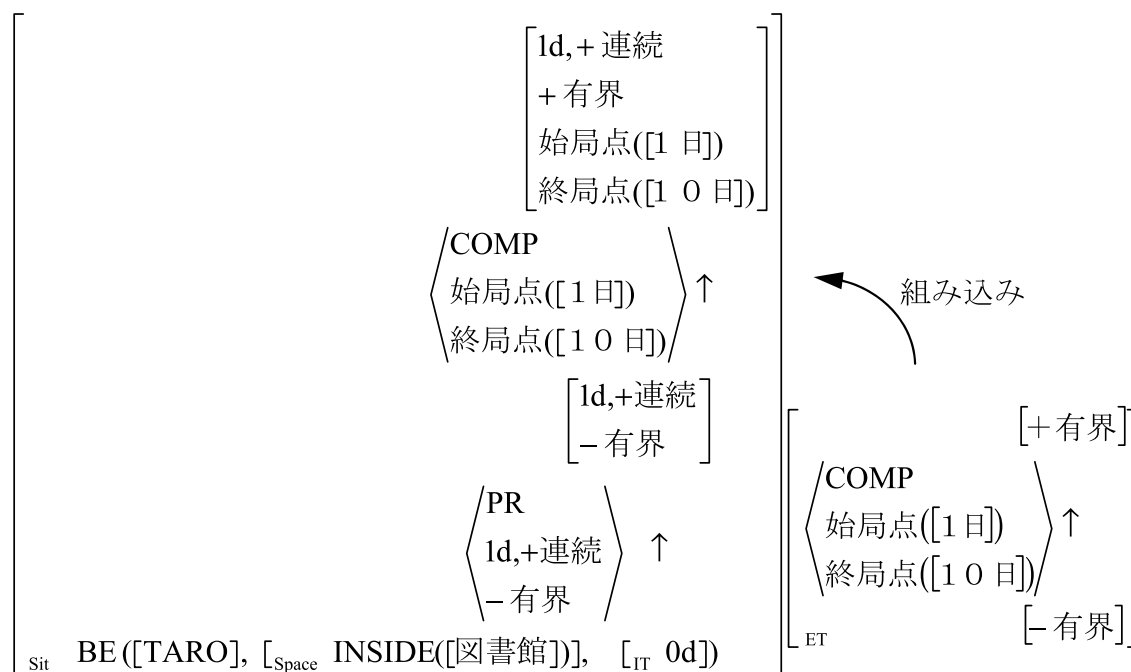 1d,+連続
+有界
始局点([1 日])
終局点([1 0 日])
COMP
始局点([1日])
終局点([1 0 日])
↑
組み込み
1d,+連続
−有界
PR
1d,+連続
−有界
↑
Sit BE([TARO], [Space INSIDE([図書館])], [IT 0d])
[+有界]
COMP
始局点([1日])
終局点([1 0 日])
↑
ET [−有界]